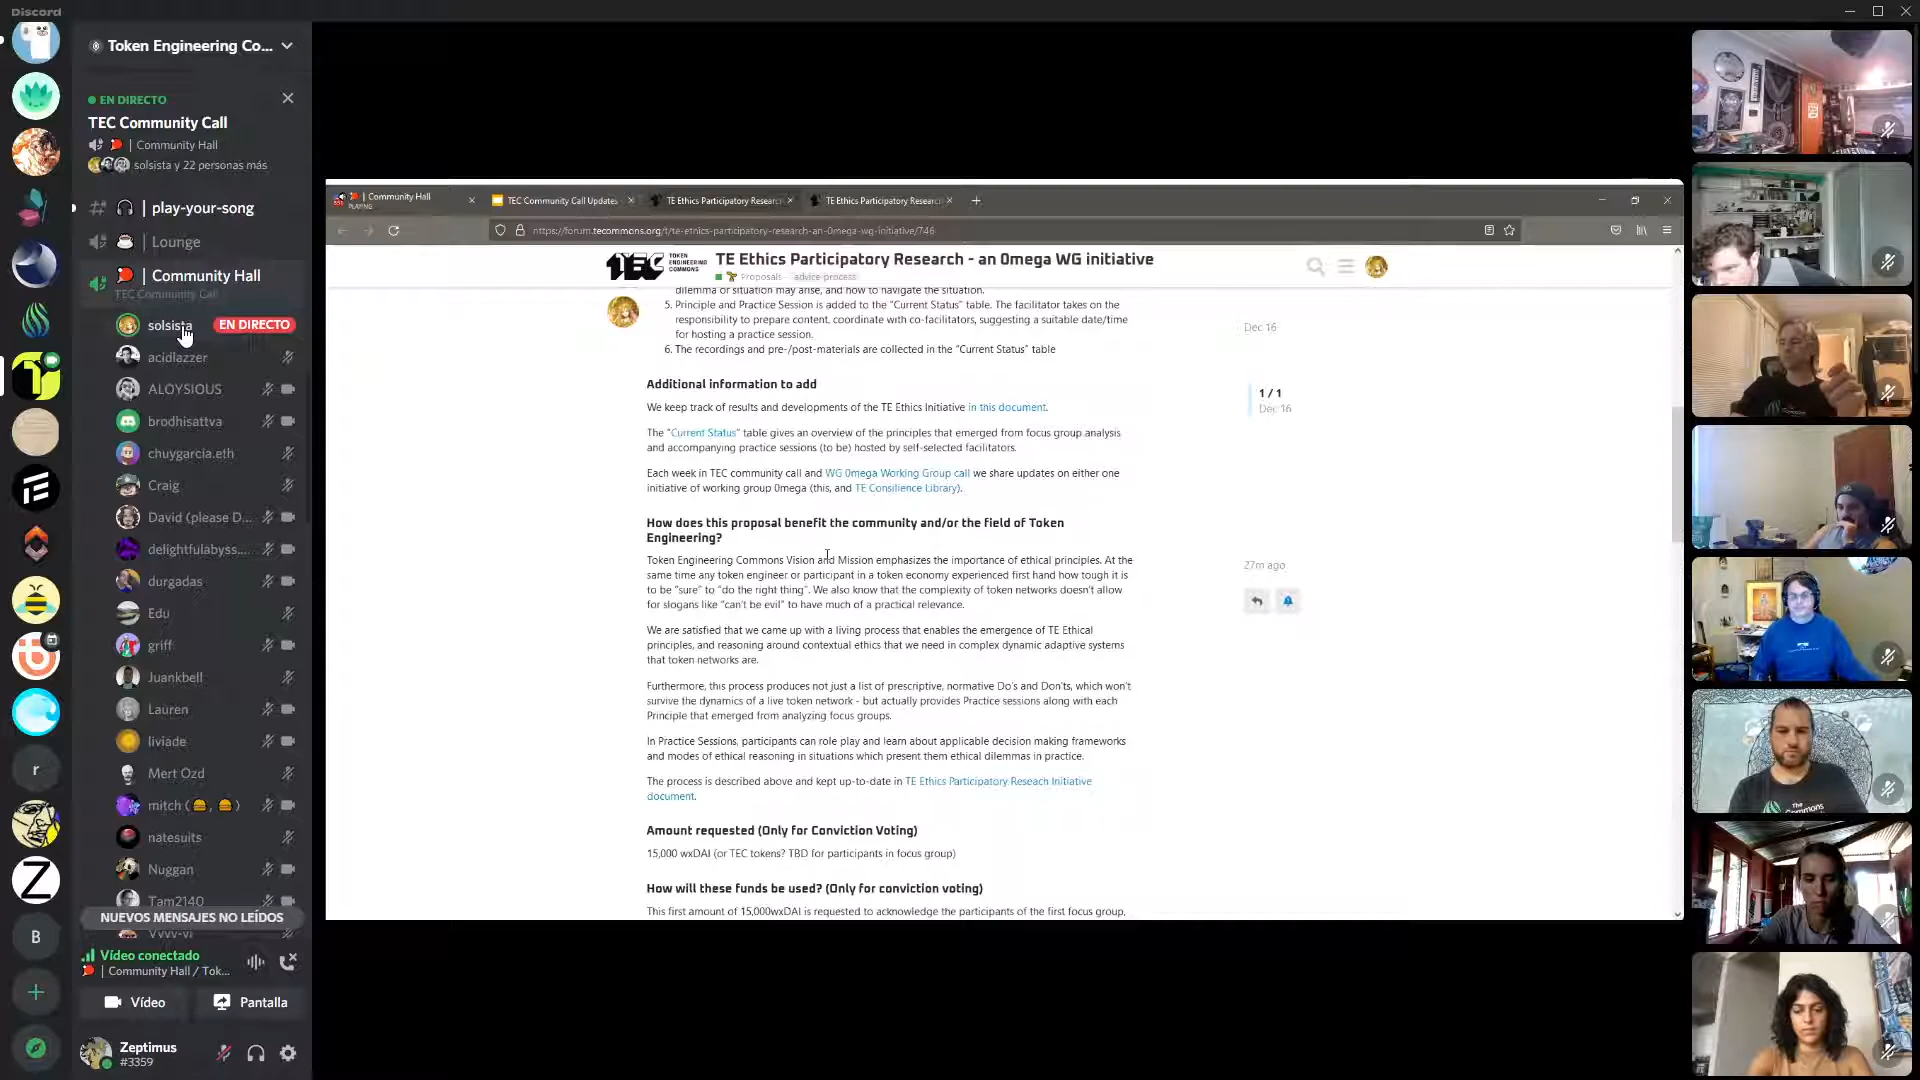 Discord
Token Engineering Co...
EN DIRECTO
TEC Community Call
| Community Hall
solsista y 22 personas más
| play-your-song
| Lounge
| Community Hall
TEC Community Call
solsista
EN DIRECTO
acidlazzer
ALOYSIOUS
brodhisattva
chuygarcia.eth
Craig
David (please D...
delightfulabyss....
durgadas
Edu
griff
Juankbell
Lauren
liviade
Mert Ozd
mitch (🍔, 🍔)
natesuits
Nuggan
Tam2140
NUEVOS MENSAJES NO LEÍDOS
Vídeo conectado
| Community Hall / Tok...
Vídeo
Pantalla
Zeptimus
#3359
r
Z
B
| Community Hall
PLAYING
TEC Community Call Updates
TE Ethics Participatory Research
TE Ethics Participatory Research
https://forum.tecommons.org/t/te-ethics-participatory-research-an-0mega-wg-initiative/746
TEC TOKEN ENGINEERING COMMONS
TE Ethics Participatory Research - an 0mega WG initiative
Proposals advice-process
dilemma or situation may arise, and how to navigate the situation.
5. Principle and Practice Session is added to the "Current Status" table. The facilitator takes on the
responsibility to prepare content, coordinate with co-facilitators, suggesting a suitable date/time
for hosting a practice session.
6. The recordings and pre-/post-materials are collected in the "Current Status" table
Additional information to add
We keep track of results and developments of the TE Ethics Initiative in this document.
The "Current Status" table gives an overview of the principles that emerged from focus group analysis
and accompanying practice sessions (to be) hosted by self-selected facilitators.
Each week in TEC community call and WG 0mega Working Group call we share updates on either one
initiative of working group 0mega (this, and TE Consilience Library).
How does this proposal benefit the community and/or the field of Token
Engineering?
Token Engineering Commons Vision and Mission emphasizes the importance of ethical principles. At the
same time any token engineer or participant in a token economy experienced first hand how tough it is
to be "sure" to "do the right thing". We also know that the complexity of token networks doesn't allow
for slogans like "can't be evil" to have much of a practical relevance.
We are satisfied that we came up with a living process that enables the emergence of TE Ethical
principles, and reasoning around contextual ethics that we need in complex dynamic adaptive systems
that token networks are.
Furthermore, this process produces not just a list of prescriptive, normative Do's and Don'ts, which won't
survive the dynamics of a live token network - but actually provides Practice sessions along with each
Principle that emerged from analyzing focus groups.
In Practice Sessions, participants can role play and learn about applicable decision making frameworks
and modes of ethical reasoning in situations which present them ethical dilemmas in practice.
The process is described above and kept up-to-date in TE Ethics Participatory Reseach Initiative
document.
Amount requested (Only for Conviction Voting)
15,000 wxDAI (or TEC tokens? TBD for participants in focus group)
How will these funds be used? (Only for conviction voting)
This first amount of 15,000wxDAI is requested to acknowledge the participants of the first focus group,
Dec 16
1 / 1
Dec 16
27m ago